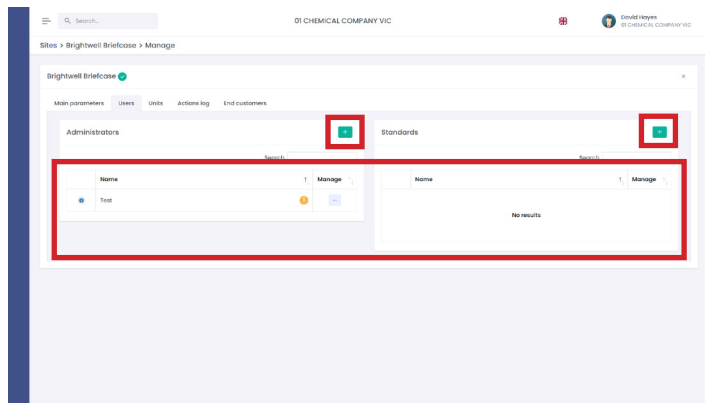 Search...
01 CHEMICAL COMPANY VIC
David Hayes
01 CHEMICAL COMPANY VIC
Sites > Brightwell Briefcase > Manage
Brightwell Briefcase
Main parameters Users Units Actions log End customers
Administrators
+
Search
Name Manage
Test
Standards
+
Search
Name Manage
No results